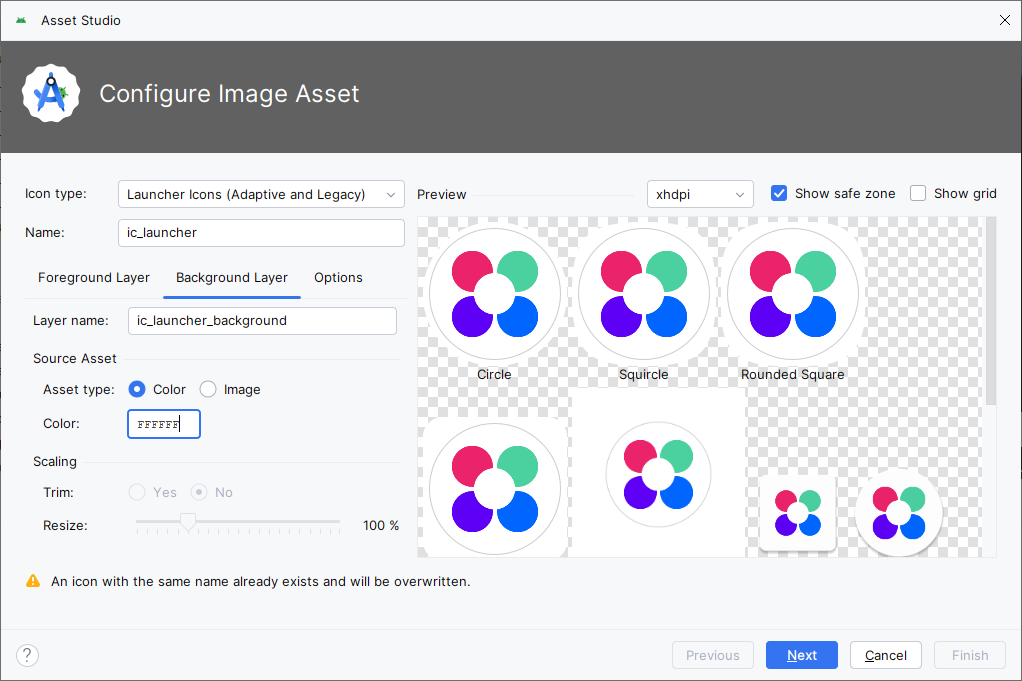 Asset Studio
Configure Image Asset
Icon type: Launcher Icons (Adaptive and Legacy)
Name: ic_launcher
Foreground Layer Background Layer Options
Layer name: ic_launcher_background
Source Asset
Asset type: Color Image
Color: FFFFFF
Scaling
Trim: Yes No
Resize: 100 %
Preview xhdpi Show safe zone Show grid
Circle Squircle Rounded Square
An icon with the same name already exists and will be overwritten.
? Previous Next Cancel Finish